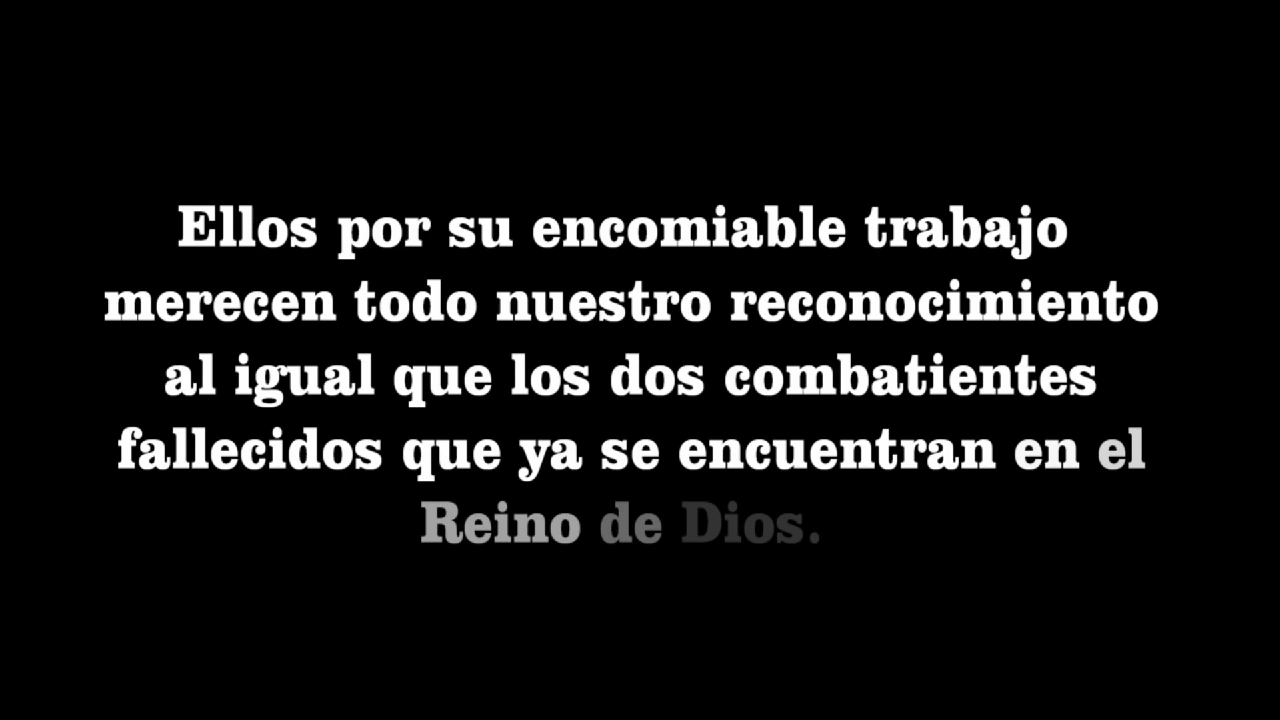 Ellos por su encomiable trabajo
merecen todo nuestro reconocimiento
al igual que los dos combatientes
fallecidos que ya se encuentran en el
Reino de Dios.